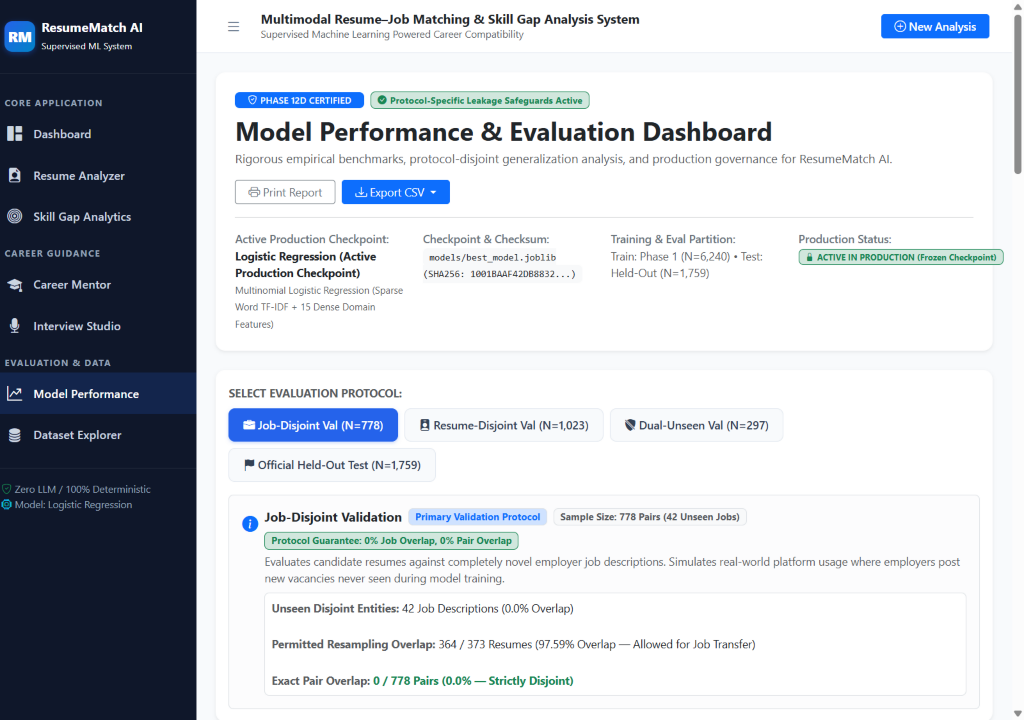 RM
ResumeMatch AI
Supervised ML System
CORE APPLICATION
Dashboard
Resume Analyzer
Skill Gap Analytics
CAREER GUIDANCE
Career Mentor
Interview Studio
EVALUATION & DATA
Model Performance
Dataset Explorer
Zero LLM / 100% Deterministic
Model: Logistic Regression
Multimodal Resume–Job Matching & Skill Gap Analysis System
Supervised Machine Learning Powered Career Compatibility
New Analysis
PHASE 12D CERTIFIED
Protocol-Specific Leakage Safeguards Active
Model Performance & Evaluation Dashboard
Rigorous empirical benchmarks, protocol-disjoint generalization analysis, and production governance for ResumeMatch AI.
Print Report
Export CSV
Active Production Checkpoint:
Logistic Regression (Active
Production Checkpoint)
Multinomial Logistic Regression (Sparse
Word TF-IDF + 15 Dense Domain
Features)
Checkpoint & Checksum:
models/best_model.joblib
(SHA256: 1001BAAF42DB8832...)
Training & Eval Partition:
Train: Phase 1 (N=6,240) • Test:
Held-Out (N=1,759)
Production Status:
ACTIVE IN PRODUCTION (Frozen Checkpoint)
SELECT EVALUATION PROTOCOL:
Job-Disjoint Val (N=778)
Resume-Disjoint Val (N=1,023)
Dual-Unseen Val (N=297)
Official Held-Out Test (N=1,759)
Job-Disjoint Validation
Primary Validation Protocol
Sample Size: 778 Pairs (42 Unseen Jobs)
Protocol Guarantee: 0% Job Overlap, 0% Pair Overlap
Evaluates candidate resumes against completely novel employer job descriptions. Simulates real-world platform usage where employers post
new vacancies never seen during model training.
Unseen Disjoint Entities: 42 Job Descriptions (0.0% Overlap)
Permitted Resampling Overlap: 364 / 373 Resumes (97.59% Overlap — Allowed for Job Transfer)
Exact Pair Overlap: 0 / 778 Pairs (0.0% — Strictly Disjoint)